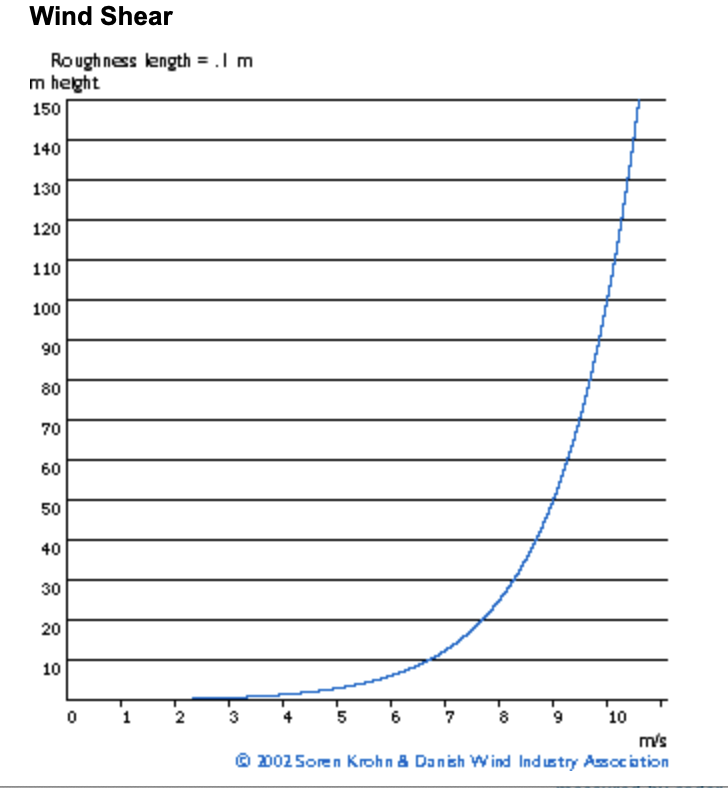 Wind Shear
Roughness length = .1 m
m height
150
140
130
120
110
100
90
80
70
60
50
40
30
20
10
0 1 2 3 4 5 6 7 8 9 10
m/s
© 2002 Soren Krohn & Danish Wind Industry Association